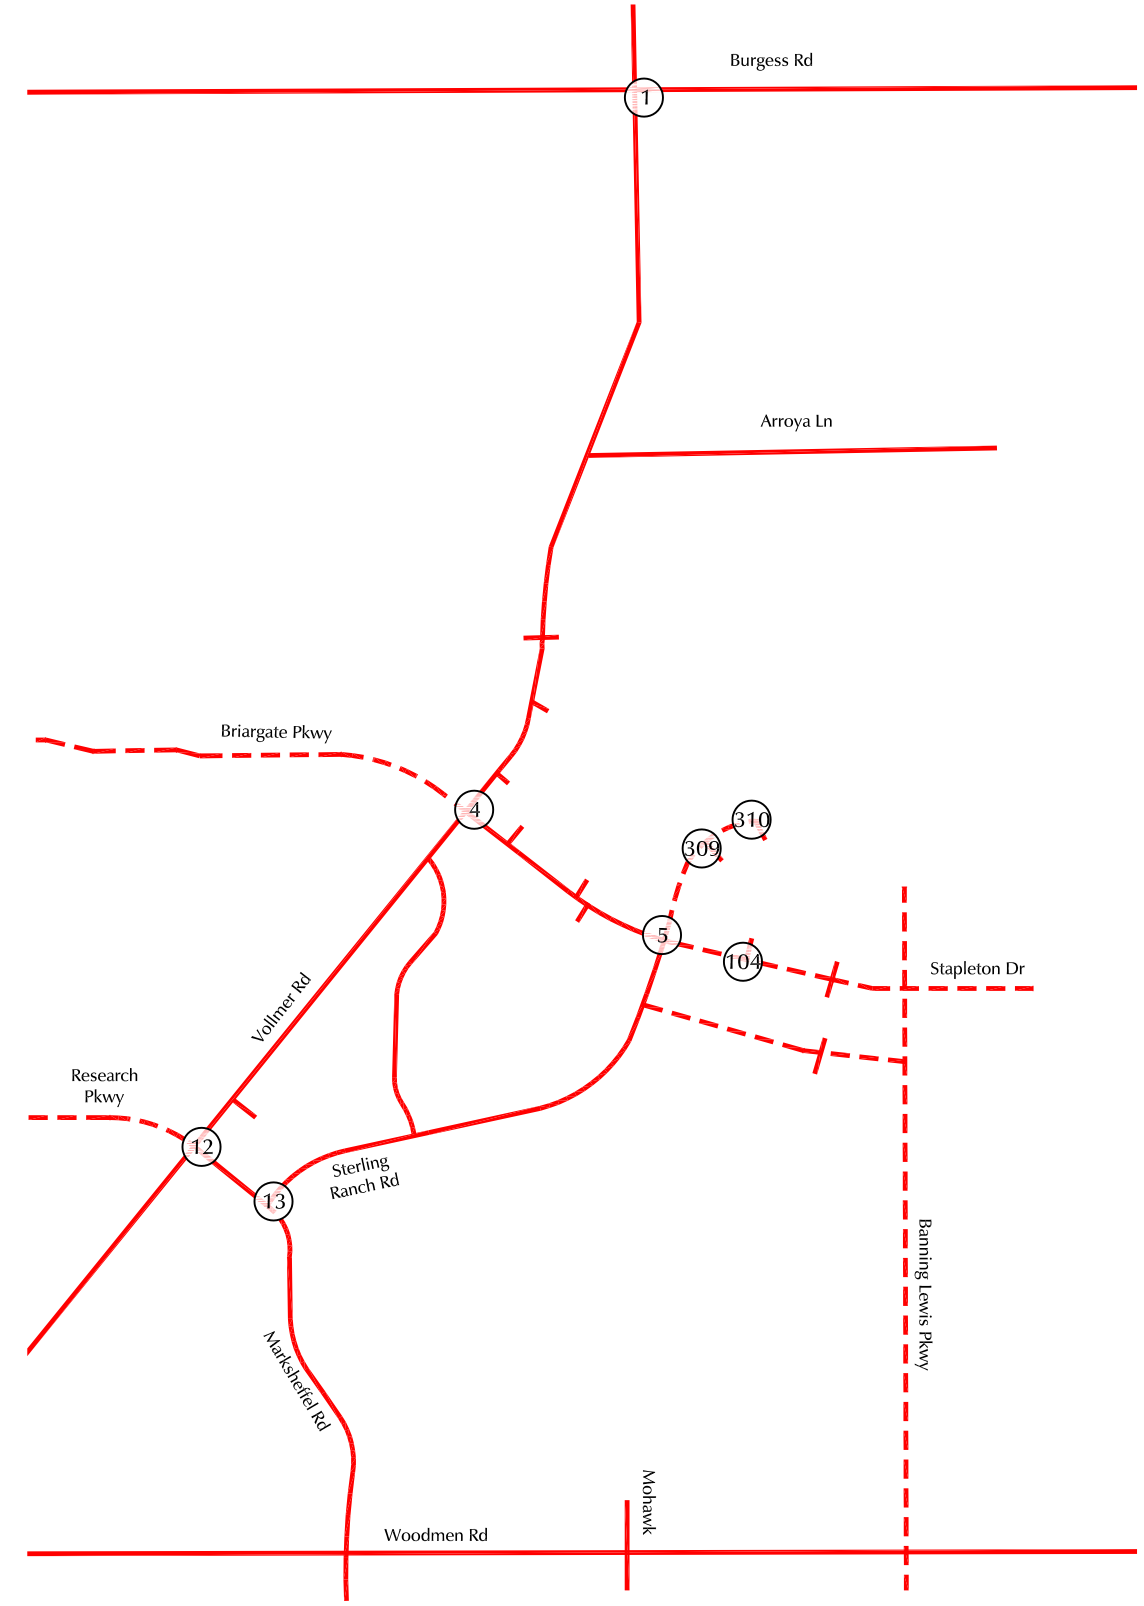 Burgess Rd
1
Arroya Ln
Briargate Pkwy
4
310
309
5
104
Stapleton Dr
Vollmer Rd
Research
Pkwy
12
Sterling
Ranch Rd
13
Banning Lewis Pkwy
Marksheffel Rd
Mohawk
Woodmen Rd